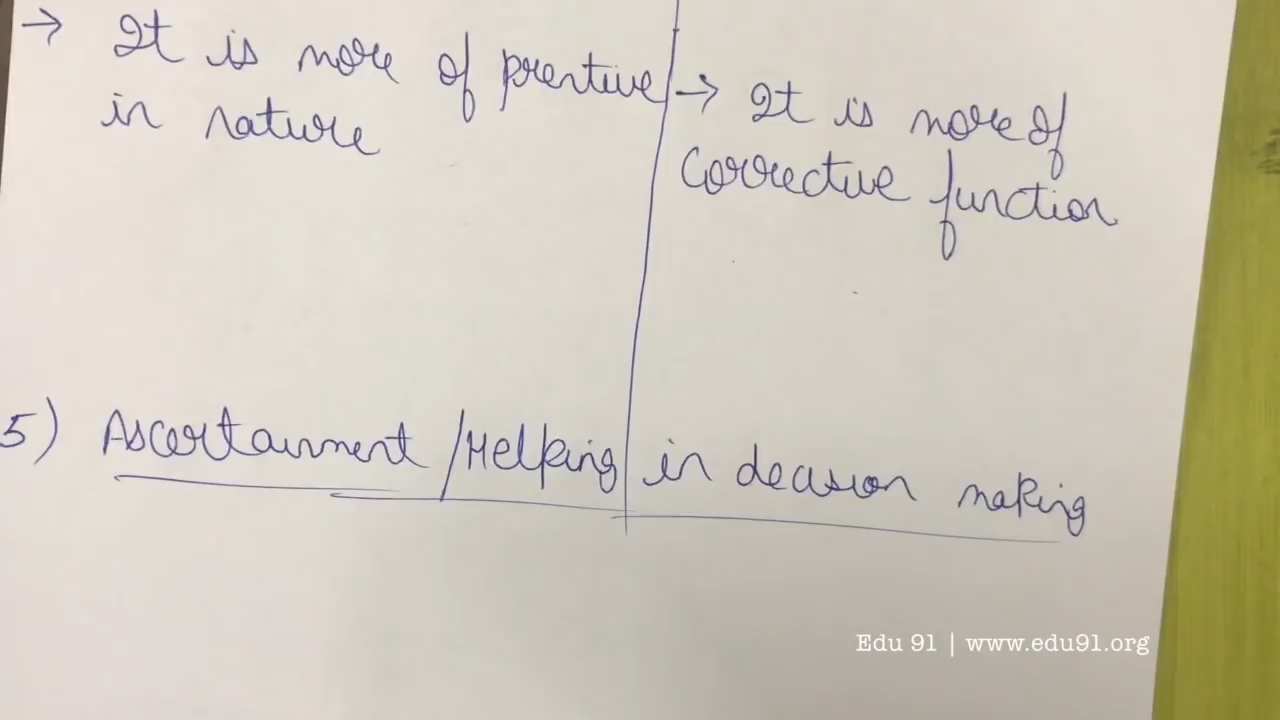 → It is more of prentive
in nature
→ It is more of
corrective function
5) Ascertainment / Helping in decision making
Edu 91 | www.edu91.org